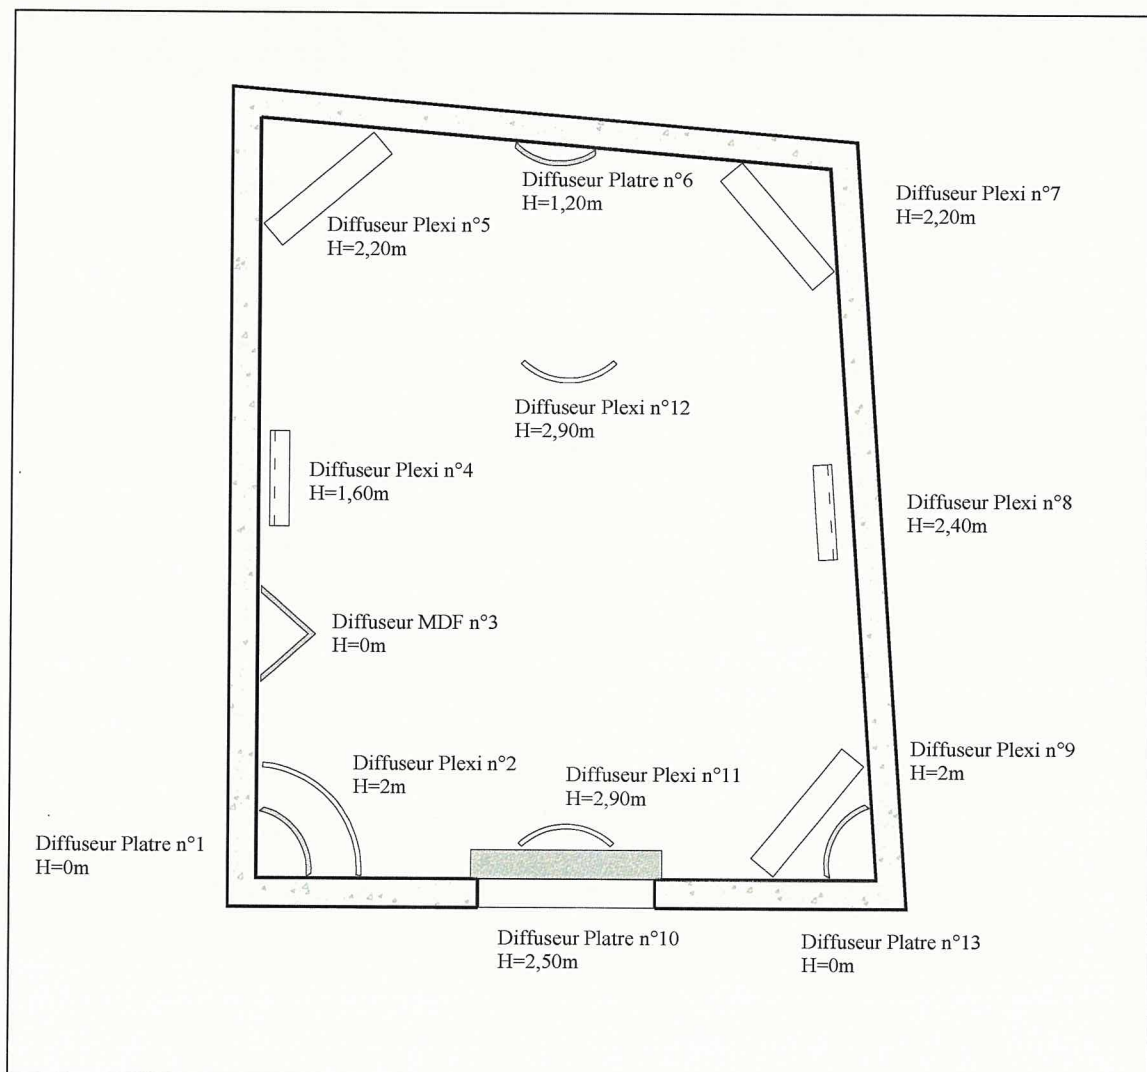 Diffuseur Platre n°6
H=1,20m
Diffuseur Plexi n°7
H=2,20m
Diffuseur Plexi n°5
H=2,20m
Diffuseur Plexi n°12
H=2,90m
Diffuseur Plexi n°4
H=1,60m
Diffuseur Plexi n°8
H=2,40m
Diffuseur MDF n°3
H=0m
Diffuseur Plexi n°2
H=2m
Diffuseur Plexi n°11
H=2,90m
Diffuseur Plexi n°9
H=2m
Diffuseur Platre n°1
H=0m
Diffuseur Platre n°10
H=2,50m
Diffuseur Platre n°13
H=0m